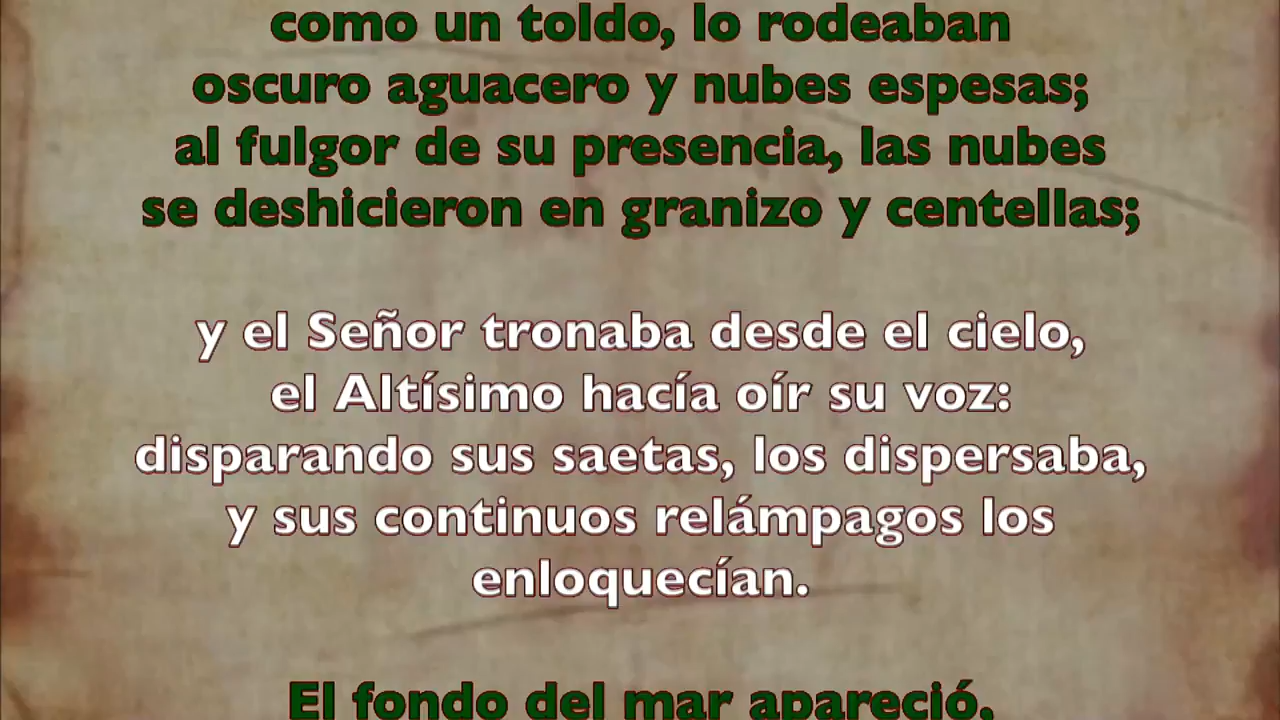 como un toldo, lo rodeaban
oscuro aguacero y nubes espesas;
al fulgor de su presencia, las nubes
se deshicieron en granizo y centellas;
y el Señor tronaba desde el cielo,
el Altísimo hacía oír su voz:
disparando sus saetas, los dispersaba,
y sus continuos relámpagos los
enloquecían.
El fondo del mar apareció,